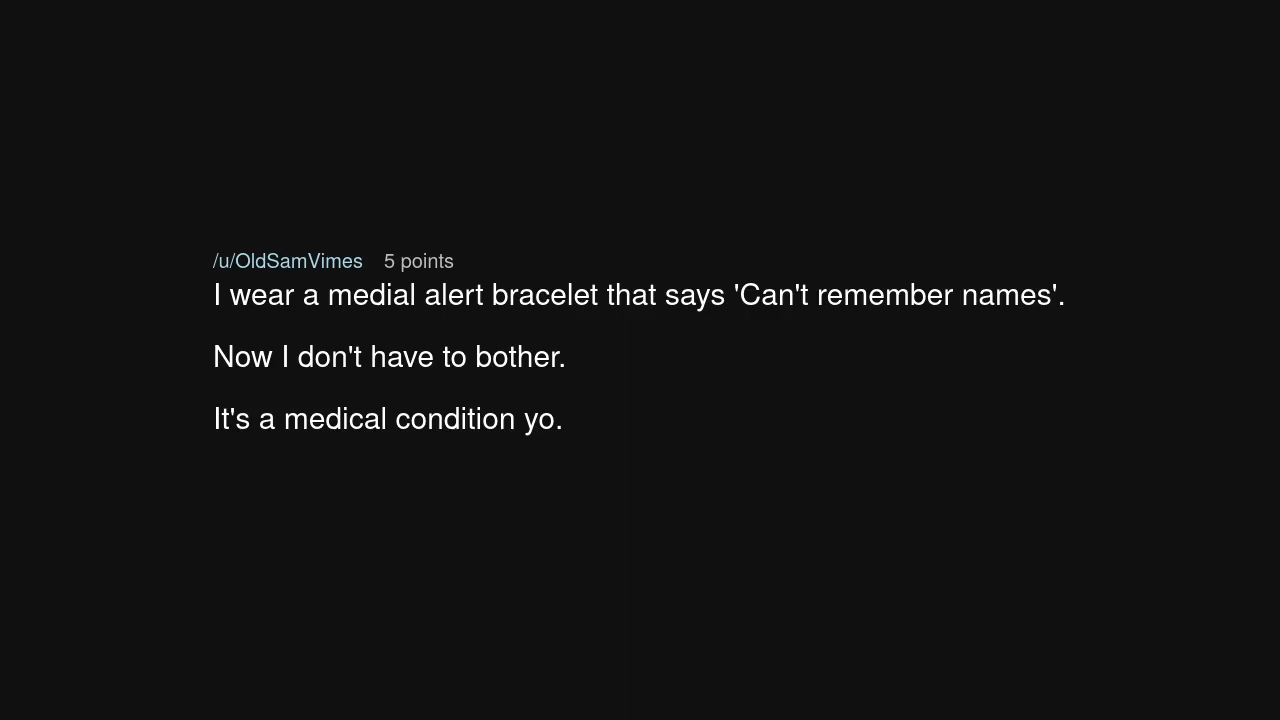 /u/OldSamVimes 5 points
I wear a medial alert bracelet that says 'Can't remember names'.
Now I don't have to bother.
It's a medical condition yo.